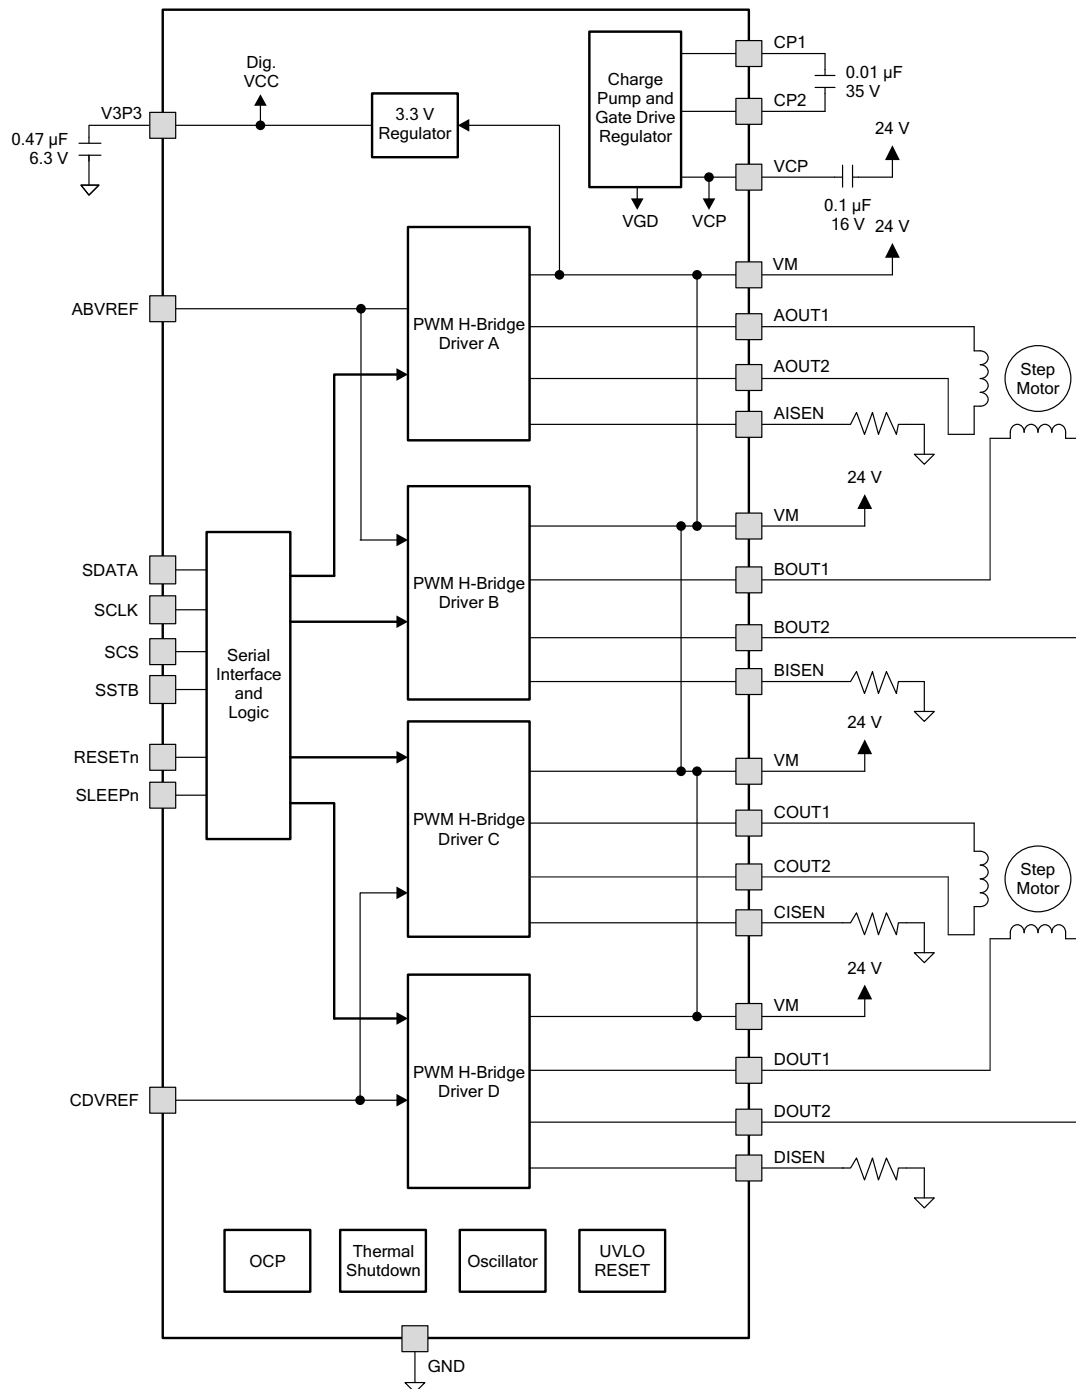 CP1
Dig.
VCC
Charge
Pump and
Gate Drive
Regulator
0.01 µF
35 V
V3P3
3.3 V
Regulator
CP2
0.47 µF
6.3 V
24 V
VCP
VGD
VCP
0.1 µF
16 V
24 V
VM
ABVREF
PWM H-Bridge
Driver A
AOUT1
AOUT2
Step
Motor
AISEN
24 V
VM
SDATA
PWM H-Bridge
Driver B
BOUT1
SCLK
BOUT2
SCS
Serial
Interface
and
Logic
SSTB
BISEN
24 V
RESETn
VM
SLEEPn
PWM H-Bridge
Driver C
COUT1
COUT2
Step
Motor
CISEN
24 V
VM
PWM H-Bridge
Driver D
DOUT1
CDVREF
DOUT2
DISEN
OCP
Thermal
Shutdown
Oscillator
UVLO
RESET
GND